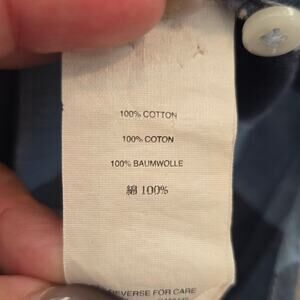 100% COTTON
100% COTON
100% BAUMWOLLE
綿 100%
REVERSE FOR CARE